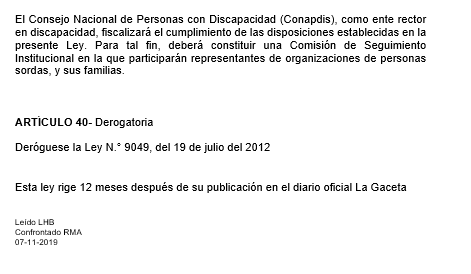 El Consejo Nacional de Personas con Discapacidad (Conapdis), como ente rector
en discapacidad, fiscalizará el cumplimiento de las disposiciones establecidas en la
presente Ley. Para tal fin, deberá constituir una Comisión de Seguimiento
Institucional en la que participarán representantes de organizaciones de personas
sordas, y sus familias.
ARTÌCULO 40- Derogatoria
Deróguese la Ley N.° 9049, del 19 de julio del 2012
Esta ley rige 12 meses después de su publicación en el diario oficial La Gaceta
Leído LHB
Confrontado RMA
07-11-2019